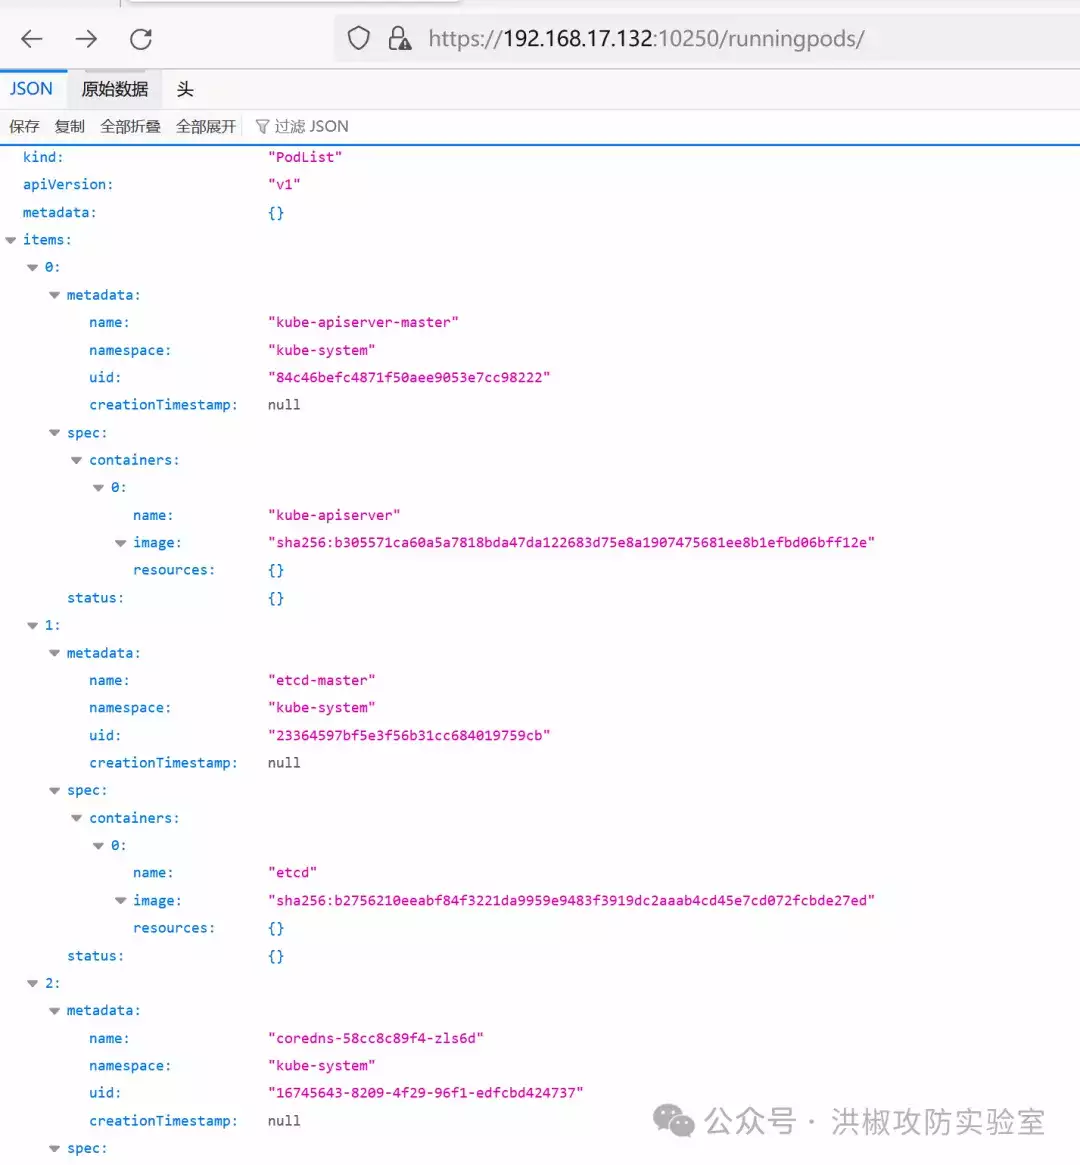 https://192.168.17.132:10250/runningpods/
JSON 原始数据 头
保存 复制 全部折叠 全部展开 过滤 JSON
kind: "PodList"
apiVersion: "v1"
metadata: {}
items:
0:
metadata:
name: "kube-apiserver-master"
namespace: "kube-system"
uid: "84c46befc4871f50aee9053e7cc98222"
creationTimestamp: null
spec:
containers:
0:
name: "kube-apiserver"
image: "sha256:b305571ca60a5a7818bda47da122683d75e8a1907475681ee8b1efbd06bff12e"
resources: {}
status: {}
1:
metadata:
name: "etcd-master"
namespace: "kube-system"
uid: "23364597bf5e3f56b31cc684019759cb"
creationTimestamp: null
spec:
containers:
0:
name: "etcd"
image: "sha256:b2756210eeabf84f3221da9959e9483f3919dc2aaab4cd45e7cd072fcbde27ed"
resources: {}
status: {}
2:
metadata:
name: "coredns-58cc8c89f4-zls6d"
namespace: "kube-system"
uid: "16745643-8209-4f29-96f1-edfcbd424737"
creationTimestamp: null
公众号 · 洪椒攻防实验室
spec: